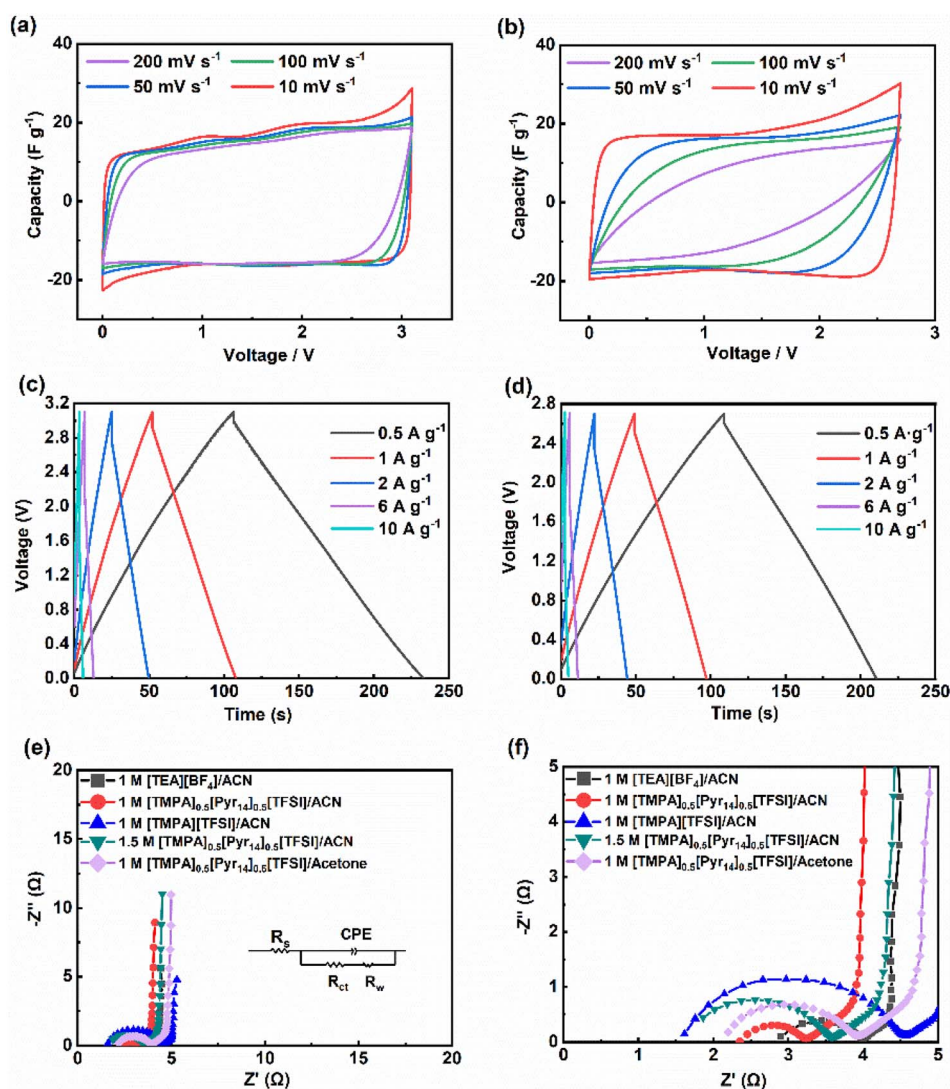 (a)
40
200 mV s⁻¹ 100 mV s⁻¹
50 mV s⁻¹ 10 mV s⁻¹
20
0
-20
Capacity (F g⁻¹)
0 1 2 3
Voltage / V
(b)
40
200 mV s⁻¹ 100 mV s⁻¹
50 mV s⁻¹ 10 mV s⁻¹
20
0
-20
Capacity (F g⁻¹)
0 1 2
Voltage / V
(c)
3.2
2.8
2.4
2.0
1.6
1.2
0.8
0.4
0.0
Voltage (V)
0.5 A g⁻¹
1 A g⁻¹
2 A g⁻¹
6 A g⁻¹
10 A g⁻¹
0 50 100 150 200 250
Time (s)
(d)
2.8
2.4
2.0
1.6
1.2
0.8
0.4
0.0
Voltage (V)
0.5 A·g⁻¹
1 A g⁻¹
2 A g⁻¹
6 A g⁻¹
10 A g⁻¹
0 50 100 150 200 250
Time (s)
(e)
20
15
10
5
0
-Z'' (Ω)
1 M [TEA][BF₄]/ACN
1 M [TMPA]₀.₅[Pyr₁₄]₀.₅[TFSI]/ACN
1 M [TMPA][TFSI]/ACN
1.5 M [TMPA]₀.₅[Pyr₁₄]₀.₅[TFSI]/ACN
1 M [TMPA]₀.₅[Pyr₁₄]₀.₅[TFSI]/Acetone
Rₛ CPE
R_ct R_w
0 5 10 15 20
Z' (Ω)
(f)
5
4
3
2
1
0
-Z'' (Ω)
1 M [TEA][BF₄]/ACN
1 M [TMPA]₀.₅[Pyr₁₄]₀.₅[TFSI]/ACN
1 M [TMPA][TFSI]/ACN
1.5 M [TMPA]₀.₅[Pyr₁₄]₀.₅[TFSI]/ACN
1 M [TMPA]₀.₅[Pyr₁₄]₀.₅[TFSI]/Acetone
0 1 2 3 4 5
Z' (Ω)